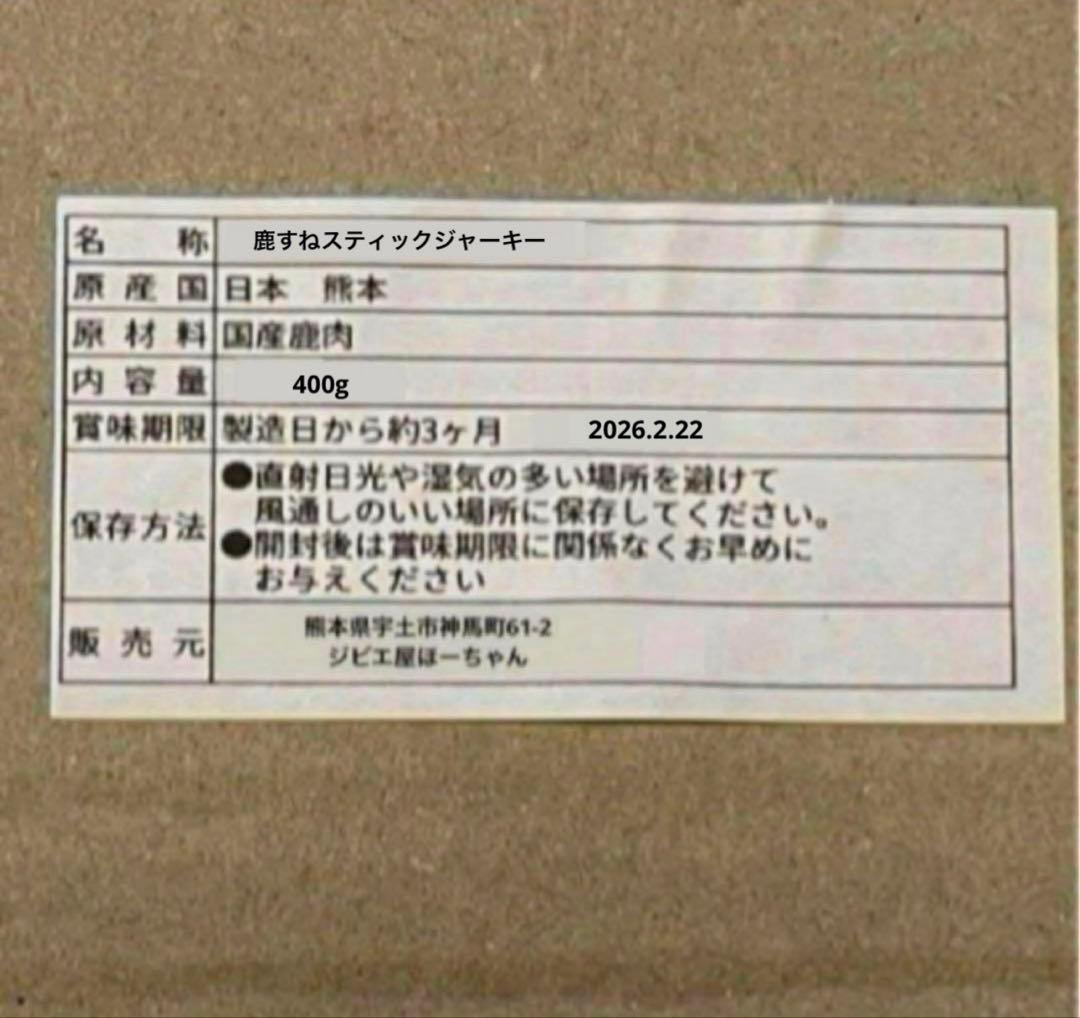 名称 鹿すねスティックジャーキー
原産国 日本 熊本
原材料 国産鹿肉
内容量 400g
賞味期限 製造日から約3ヶ月 2026.2.22
保存方法 ●直射日光や湿気の多い場所を避けて
風通しのいい場所に保存してください。
●開封後は賞味期限に関係なくお早めに
お与えください
販売元 熊本県宇土市神馬町61-2
ジビエ屋ほーちゃん